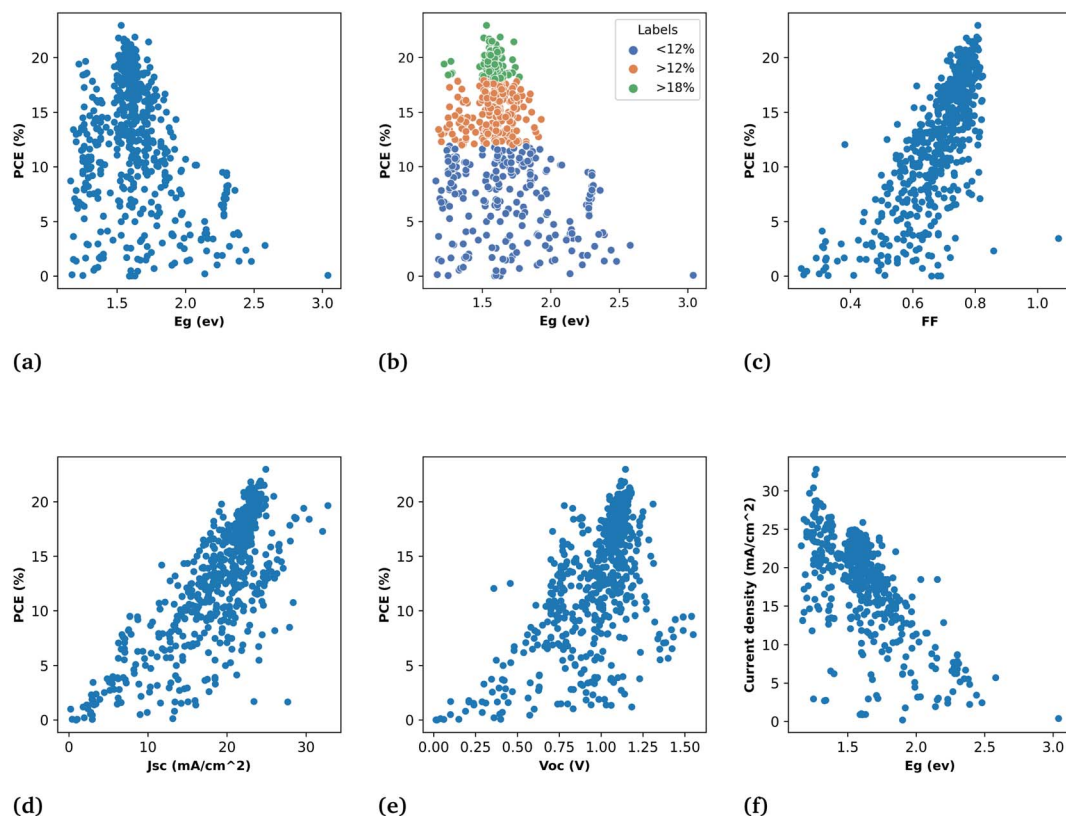 20
15
10
5
0
PCE (%)
1.5 2.0 2.5 3.0
Eg (ev)
(a)
20
15
10
5
0
PCE (%)
Labels
<12%
>12%
>18%
1.5 2.0 2.5 3.0
Eg (ev)
(b)
20
15
10
5
0
PCE (%)
0.4 0.6 0.8 1.0
FF
(c)
20
15
10
5
0
PCE (%)
0 10 20 30
Jsc (mA/cm^2)
(d)
20
15
10
5
0
PCE (%)
0.00 0.25 0.50 0.75 1.00 1.25 1.50
Voc (V)
(e)
30
25
20
15
10
5
0
Current density (mA/cm^2)
1.5 2.0 2.5 3.0
Eg (ev)
(f)